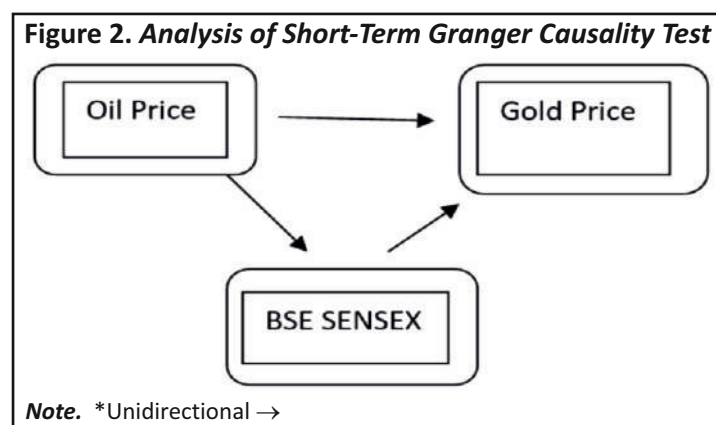 Figure 2. Analysis of Short-Term Granger Causality Test
Oil Price
Gold Price
BSE SENSEX
Note. *Unidirectional →